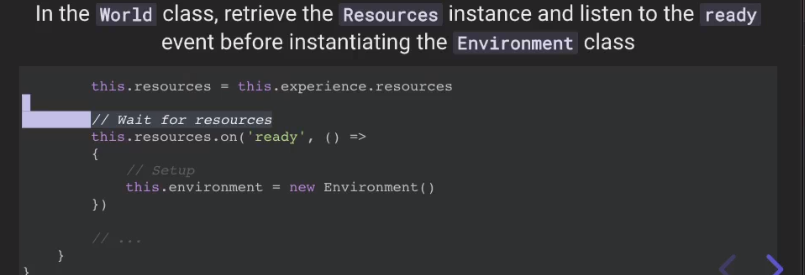 In the World class, retrieve the Resources instance and listen to the ready
event before instantiating the Environment class
this.resources = this.experience.resources
// Wait for resources
this.resources.on('ready', () =>
{
// Setup
this.environment = new Environment()
})
// ...
}
}